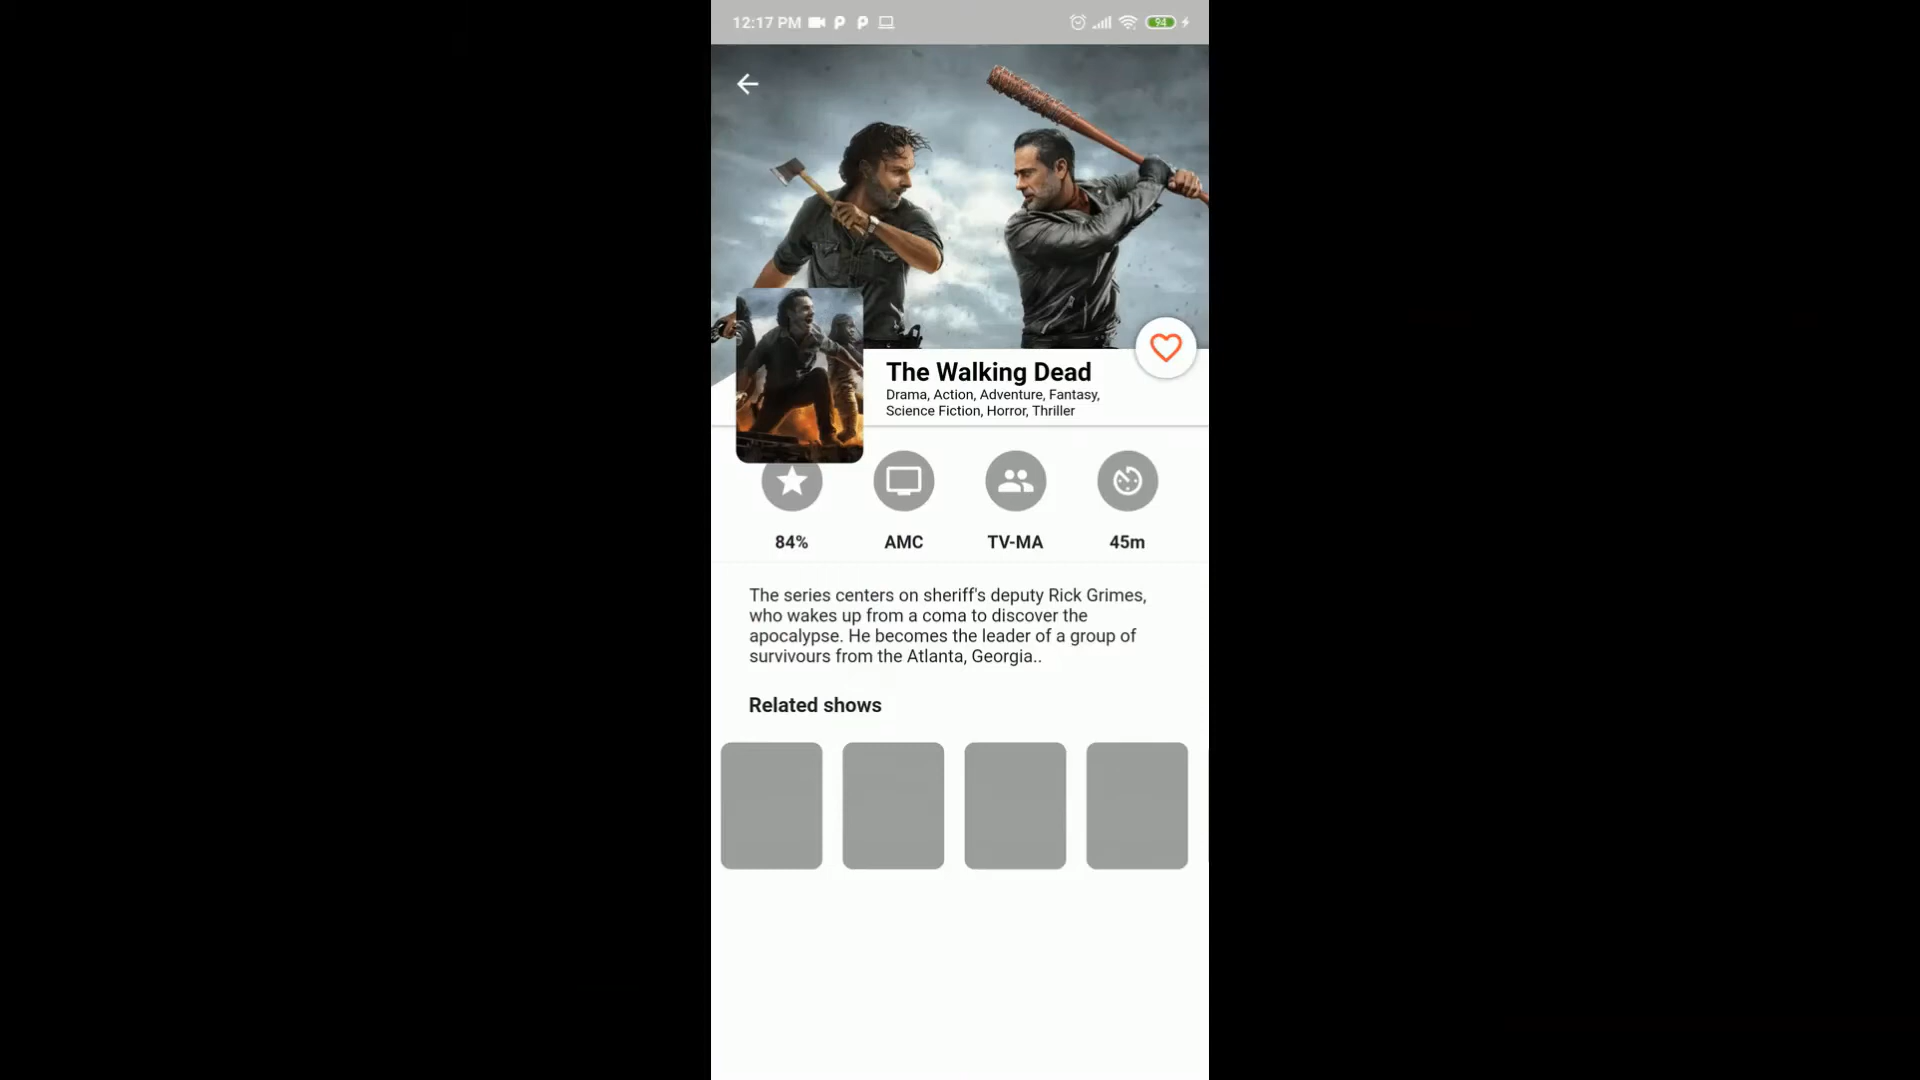 12:17 PM
94
The Walking Dead
Drama, Action, Adventure, Fantasy,
Science Fiction, Horror, Thriller
84%
AMC
TV-MA
45m
The series centers on sheriff's deputy Rick Grimes,
who wakes up from a coma to discover the
apocalypse. He becomes the leader of a group of
survivours from the Atlanta, Georgia..
Related shows